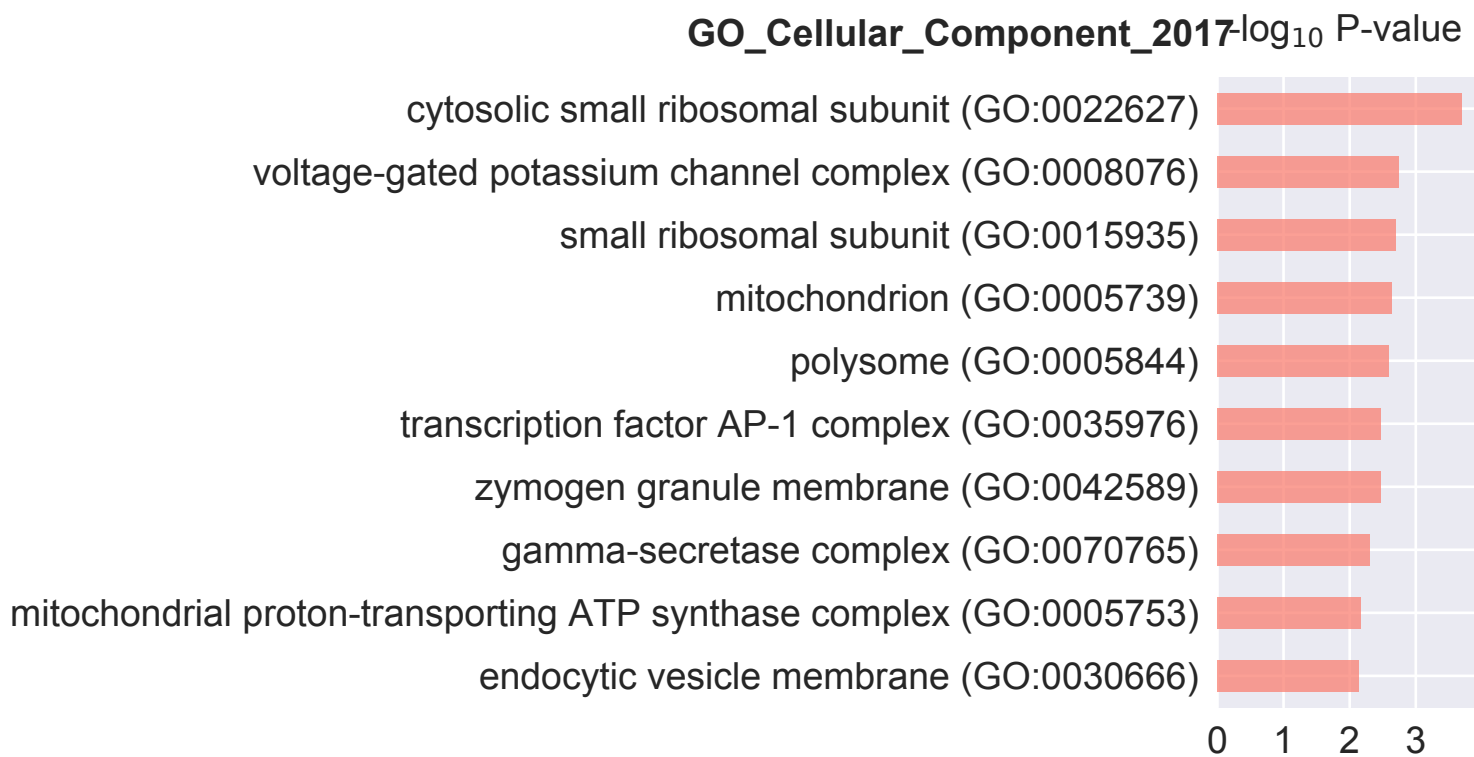 GO_Cellular_Component_2017 -log10 P-value
cytosolic small ribosomal subunit (GO:0022627)
voltage-gated potassium channel complex (GO:0008076)
small ribosomal subunit (GO:0015935)
mitochondrion (GO:0005739)
polysome (GO:0005844)
transcription factor AP-1 complex (GO:0035976)
zymogen granule membrane (GO:0042589)
gamma-secretase complex (GO:0070765)
mitochondrial proton-transporting ATP synthase complex (GO:0005753)
endocytic vesicle membrane (GO:0030666)
0 1 2 3